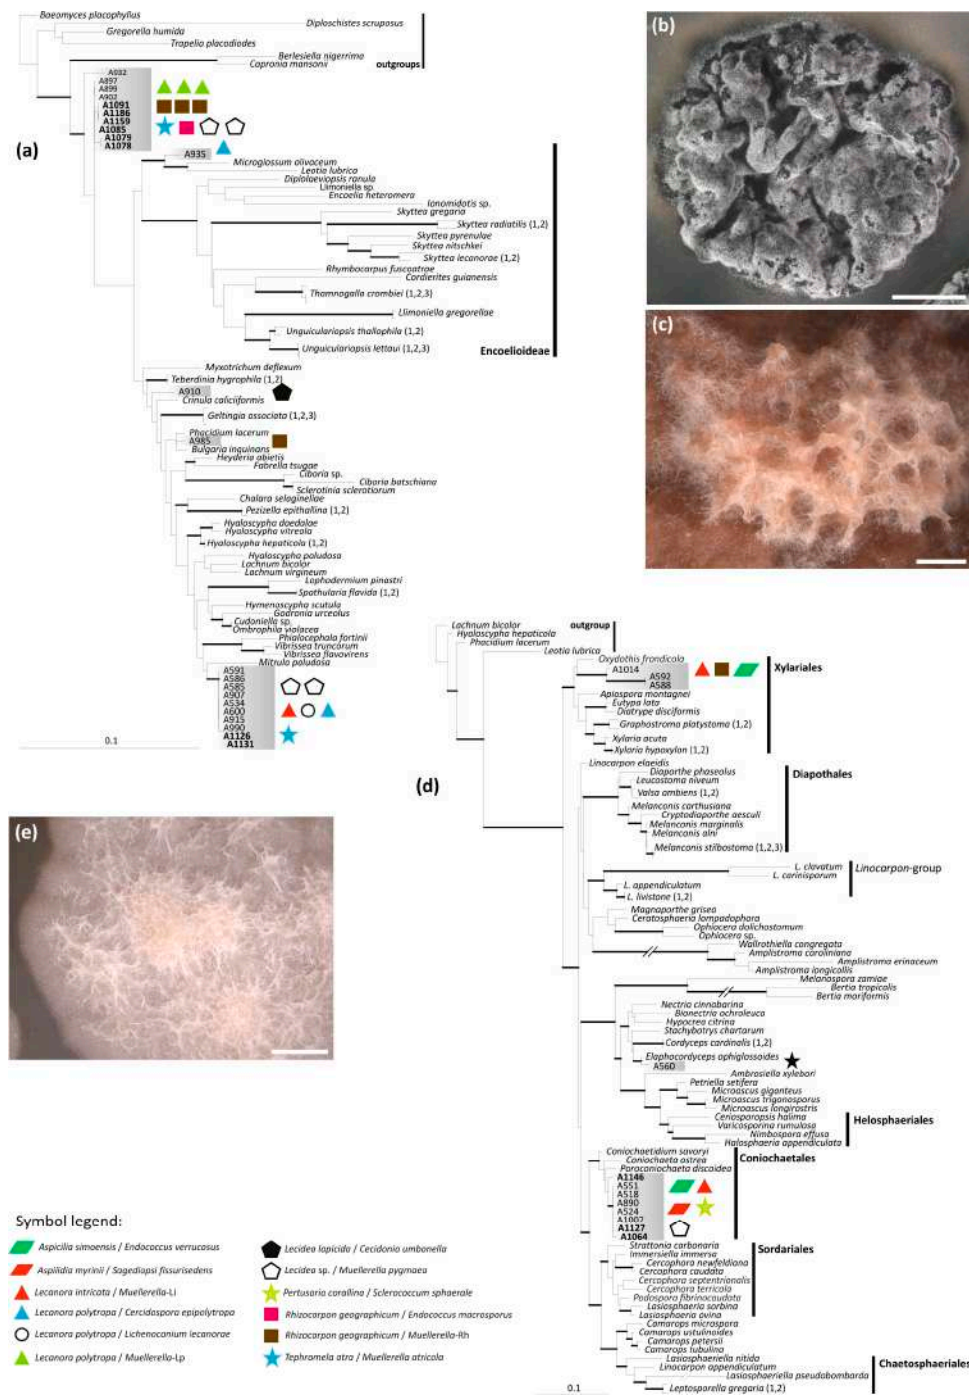 (a)
Baeomyces placophyllus
Diploschistes scruposus
Gregorella humida
Trapelia placodiodes
Berlesiella nigerrima
Capronia mansonii
outgroups
A932
A897
A899
A902
A1091
A1186
A1159
A1085
A1079
A1078
A935
Microglossum olivaceum
Leotia lubrica
Diplolaeviopsis ranula
Llimoniella sp.
Encoelia heteromera
Ionomidotis sp.
Skyttea gregaria
Skyttea radiatilis (1,2)
Skyttea pyrenulae
Skyttea nitschkei
Skyttea lecanorae (1,2)
Rhymbocarpus fuscoatrae
Cordierites guianensis
Thamnogalla crombiei (1,2,3)
Llimoniella gregorellae
Unguiculariopsis thallophila (1,2)
Unguiculariopsis lettaui (1,2,3)
Encoelioideae
Myxotrichum deflexum
Teberdinia hygrophila (1,2)
A910
Crinula caliciiformis
Geltingia associata (1,2,3)
Phacidium lacerum
A985
Bulgaria inquinans
Heyderia abietis
Fabrella tsugae
Ciboria sp.
Ciboria batschiana
Sclerotinia sclerotiorum
Chalara selaginellae
Pezizella epithallina (1,2)
Hyaloscypha daedalae
Hyaloscypha vitreola
Hyaloscypha hepaticola (1,2)
Hyaloscypha paludosa
Lachnum bicolor
Lachnum virgineum
Lophodermium pinastri
Spathularia flavida (1,2)
Hymenoscypha scutula
Godronia urceolus
Cudoniella sp.
Ombrophila violacea
Phialocephala fortinii
Vibrissea truncorum
Vibrissea flavovirens
Mitrula paludosa
A591
A586
A585
A907
A534
A600
A915
A990
A1126
A1131
0.1
(b)
(c)
(d)
Lachnum bicolor
Hyaloscypha hepaticola
Phacidium lacerum
Leotia lubrica
outgroup
Oxydothis frondicola
A1014
A592
A588
Apiospora montagnei
Eutypa lata
Diatrype disciformis
Graphostroma platystoma (1,2)
Xylaria acuta
Xylaria hypoxylon (1,2)
Xylariales
Linocarpon elaeidis
Diaporthe phaseolus
Leucostoma niveum
Valsa ambiens (1,2)
Melanconis carthusiana
Cryptodiaporthe aesculi
Melanconis marginalis
Melanconis alni
Melanconis stilbostoma (1,2,3)
Diapothales
L. clavatum
L. carinisporum
L. appendiculatum
L. livistone (1,2)
Linocarpon-group
Magnaporthe grisea
Ceratosphaeria lampadophora
Ophiocera dolichostomum
Ophiocera sp.
Wallrothiella congregata
Amplistroma caroliniana
Amplistroma erinaceum
Amplistroma longicollis
Melanospora zamiae
Bertia tropicalis
Bertia moriformis
Nectria cinnabarina
Bionectria ochroleuca
Hypocrea citrina
Stachybotrys chartarum
Cordyceps cardinalis (1,2)
Elaphocordyceps ophiglossoides
A560
Ambrosiella xylebori
Petriella setifera
Microascus giganteus
Microascus trigonosporus
Microascus longirostris
Ceriosporopsis halima
Varicosporina rumulosa
Nimbospora effusa
Halosphaeria appendiculata
Helosphaeriales
Coniochaetidium savoryi
Coniochaeta ostrea
Paraconiochaeta discoidea
A1146
A551
A518
A890
A524
A1007
A1127
A1064
Coniochaetales
Strattonia carbonaria
Immersiella immersa
Cercophora newfeldiana
Cercophora caudata
Cercophora septentrionalis
Cercophora terricola
Podospora fibrinocaudata
Lasiosphaeria sorbina
Lasiosphaeria ovina
Sordariales
Camarops microspora
Camarops ustulinoides
Camarops petersii
Camarops tubulina
Lasiosphaeriella nitida
Linocarpon appendiculatum
Lasiosphaeriella pseudobombarda
Leptosporella gregaria (1,2)
Chaetosphaeriales
0.1
(e)
Symbol legend:
Aspicilia simoensis / Endococcus verrucosus
Aspilidia myrinii / Sagediopsis fissurisedens
Lecanora intricata / Muellerella-Li
Lecanora polytropa / Cercidospora epipolytropa
Lecanora polytropa / Lichenoconium lecanorae
Lecanora polytropa / Muellerella-Lp
Lecidea lapicida / Cecidonia umbonella
Lecidea sp. / Muellerella pygmaea
Pertusaria corallina / Sclerococcum sphaerale
Rhizocarpon geographicum / Endococcus macrosporus
Rhizocarpon geographicum / Muellerella-Rh
Tephromela atra / Muellerella atricola